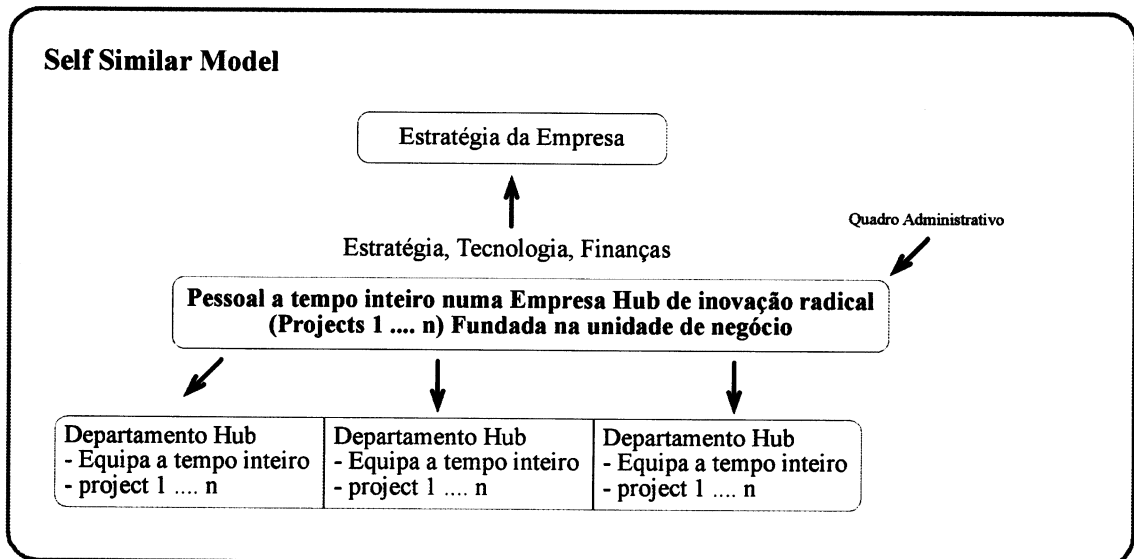 Self Similar Model
Estratégia da Empresa
Quadro Administrativo
Estratégia, Tecnologia, Finanças
Pessoal a tempo inteiro numa Empresa Hub de inovação radical
(Projects 1 .... n) Fundada na unidade de negócio
Departamento Hub
- Equipa a tempo inteiro
- project 1 .... n
Departamento Hub
- Equipa a tempo inteiro
- project 1 .... n
Departamento Hub
- Equipa a tempo inteiro
- project 1 .... n